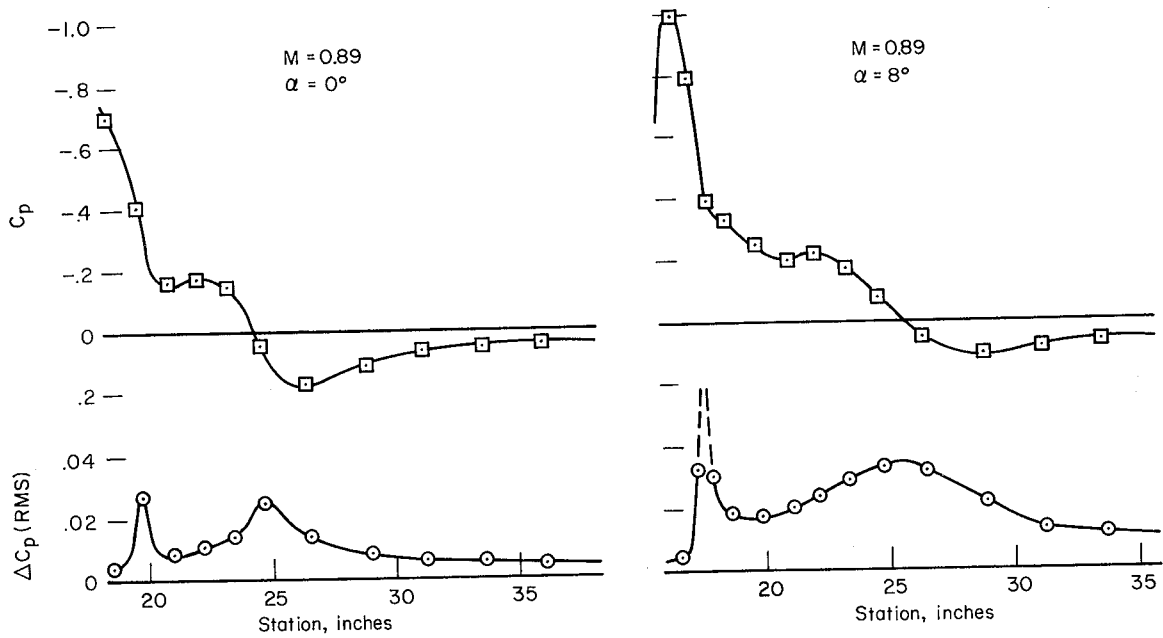 -1.0
-.8
-.6
-.4
-.2
0
.2
Cp
M = 0.89
α = 0°
M = 0.89
α = 8°
.04
.02
0
ΔCp (RMS)
20
25
30
35
Station, inches
20
25
30
35
Station, inches